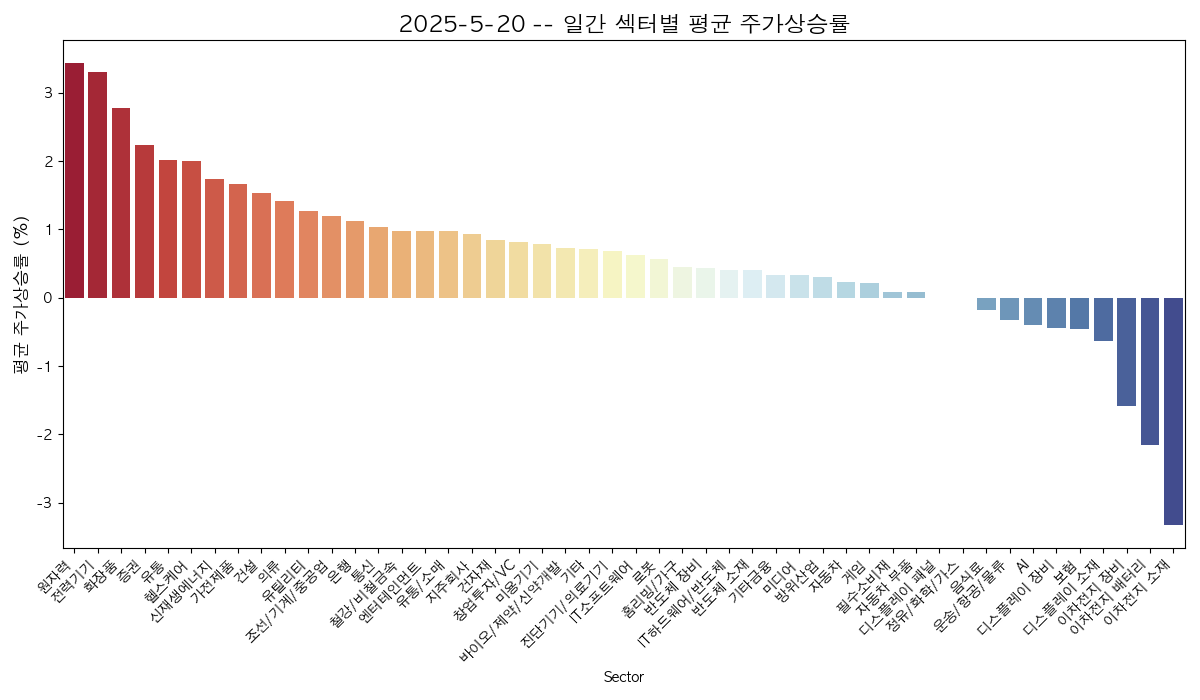 2025-5-20 -- 일간 섹터별 평균 주가상승률
평균 주가상승률 (%)
3
2
1
0
-1
-2
-3
원자력
전력기기
화장품
증권
유통
헬스케어
신재생에너지
가전제품
건설
의류
유틸리티
조선/기계/중공업
은행
통신
철강/비철금속
엔터테인먼트
유통/소매
지주회사
건자재
창업투자/VC
미용기기
바이오/제약/신약개발
기타
진단기기/의료기기
IT소프트웨어
로봇
홈리빙/가구
반도체 장비
IT하드웨어/반도체
반도체 소재
기타금융
미디어
방위산업
자동차
게임
필수소비재
자동차 부품
디스플레이 패널
정유/화학/가스
음식료
운송/항공/물류
AI
디스플레이 장비
보험
디스플레이 소재
이차전지 장비
이차전지 배터리
이차전지 소재
Sector